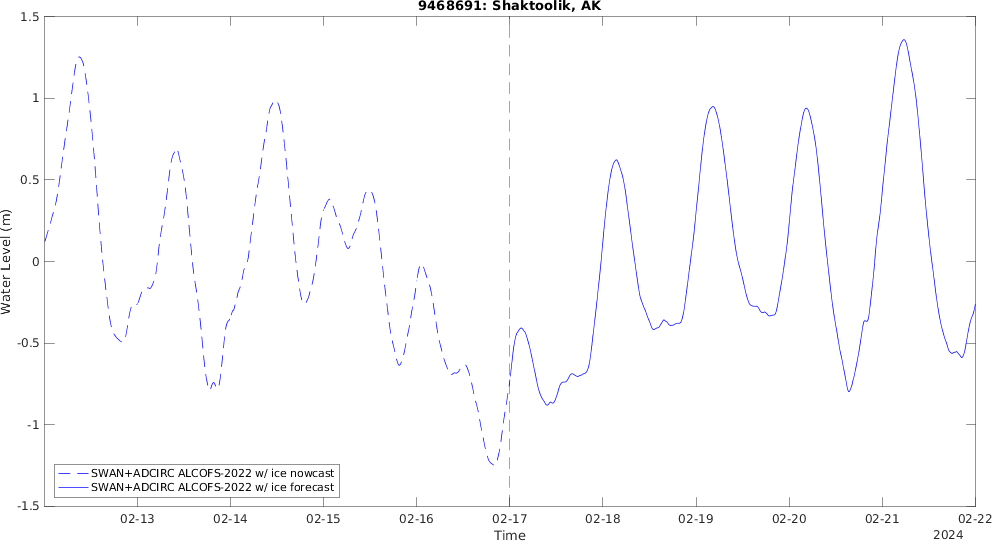 9468691: Shaktoolik, AK
1.5
1
0.5
0
-0.5
-1
-1.5
Water Level (m)
SWAN+ADCIRC ALCOFS-2022 w/ ice nowcast
SWAN+ADCIRC ALCOFS-2022 w/ ice forecast
02-13 02-14 02-15 02-16 02-17 02-18 02-19 02-20 02-21 02-22
Time
2024